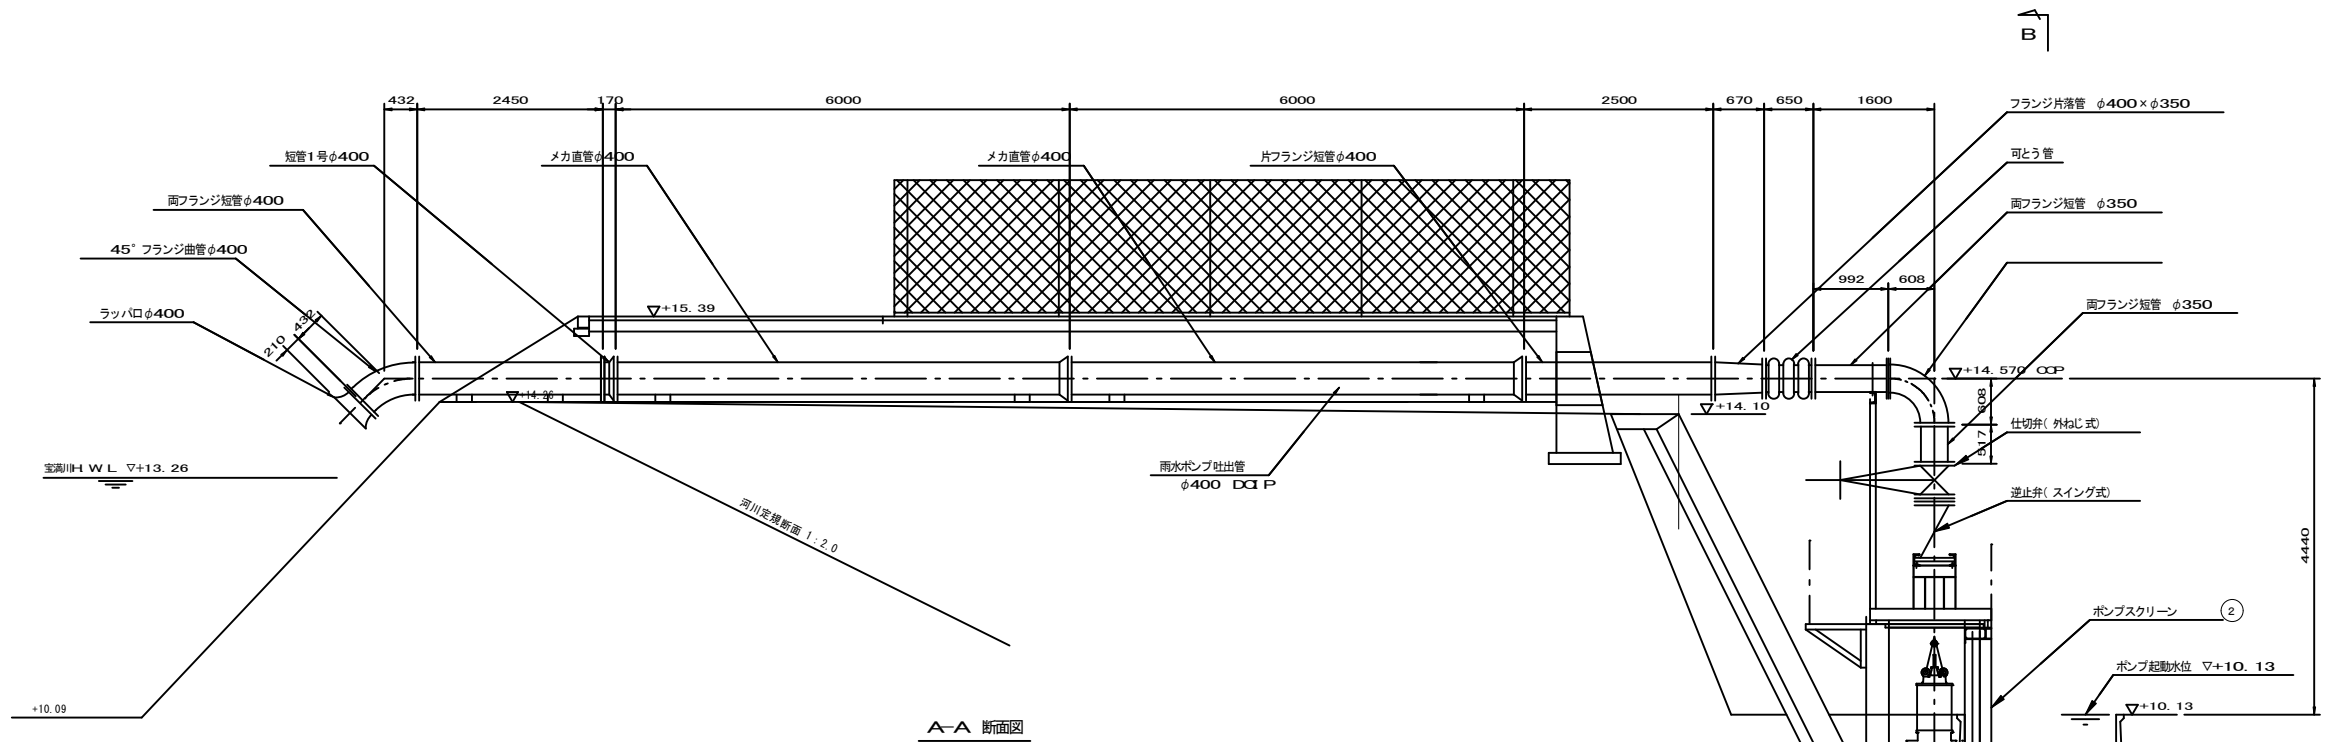 B
432
2450
170
6000
6000
2500
670
650
1600
フランジ片落管 φ400×φ350
短管1号φ400
メカ直管φ400
メカ直管φ400
片フランジ短管φ400
可とう管
両フランジ短管φ400
両フランジ短管 φ350
45°フランジ曲管φ400
992
608
ラッパ口φ400
432
210
+15.39
両フランジ短管 φ350
+14.570 CCP
+14.26
+14.10
608
517
仕切弁(外ねじ式)
宝満川HWL ▽+13.26
雨水ポンプ吐出管
φ400 DCIP
逆止弁(スイング式)
河川定規断面 1:2.0
4440
ポンプスクリーン
2
ポンプ起動水位 ▽+10.13
+10.09
+10.13
A-A 断面図